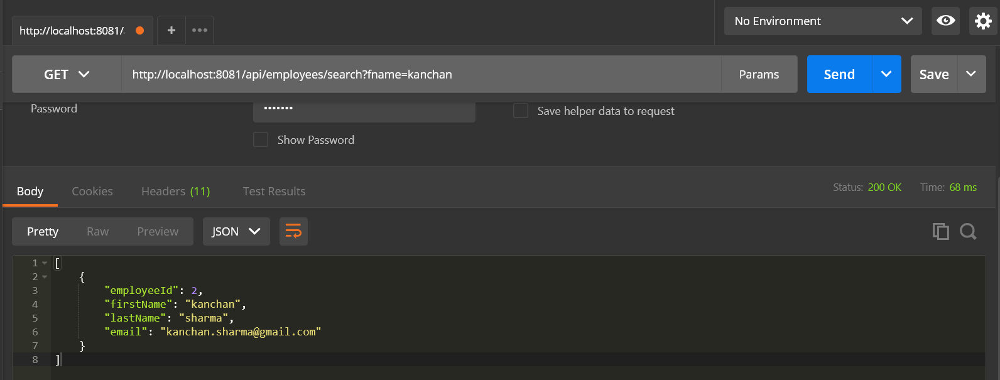 http://localhost:8081/
+
•••
No Environment
GET
http://localhost:8081/api/employees/search?fname=kanchan
Params
Send
Save
Password
•••••••
Save helper data to request
Show Password
Body
Cookies
Headers (11)
Test Results
Status: 200 OK
Time: 68 ms
Pretty
Raw
Preview
JSON
1 [
2 {
3 "employeeId": 2,
4 "firstName": "kanchan",
5 "lastName": "sharma",
6 "email": "kanchan.sharma@gmail.com"
7 }
8 ]